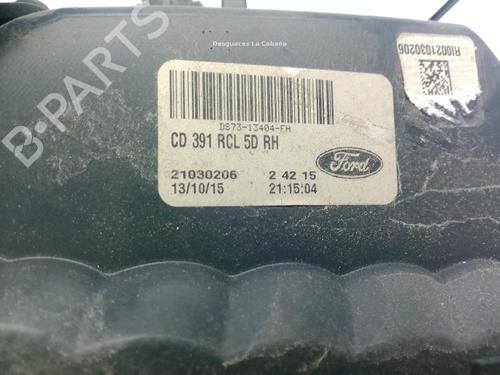 Desguaces La Cabaña
B-PARTS
RI0021030206
DS73-13404-FH
CD 391 RCL 5D RH
Ford
21030206 2 42 15
13/10/15 21:15:04